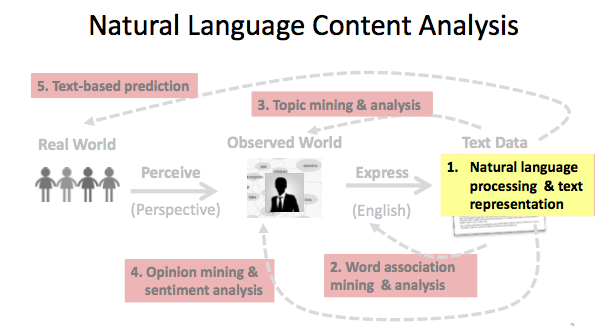 Natural Language Content Analysis
5. Text-based prediction
3. Topic mining & analysis
Real World
Observed World
Text Data
Perceive
Express
(Perspective)
(English)
1. Natural language
processing & text
representation
4. Opinion mining &
sentiment analysis
2. Word association
mining & analysis